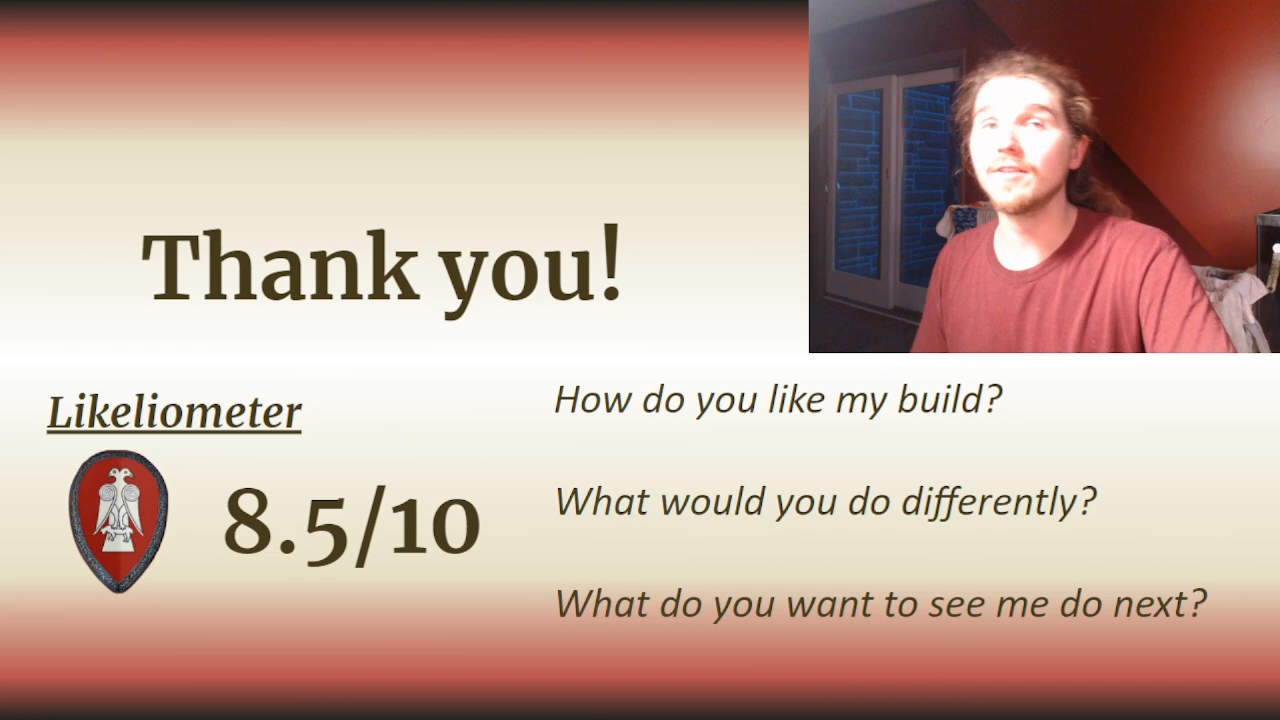 Thank you!
Likeliometer
8.5/10
How do you like my build?
What would you do differently?
What do you want to see me do next?